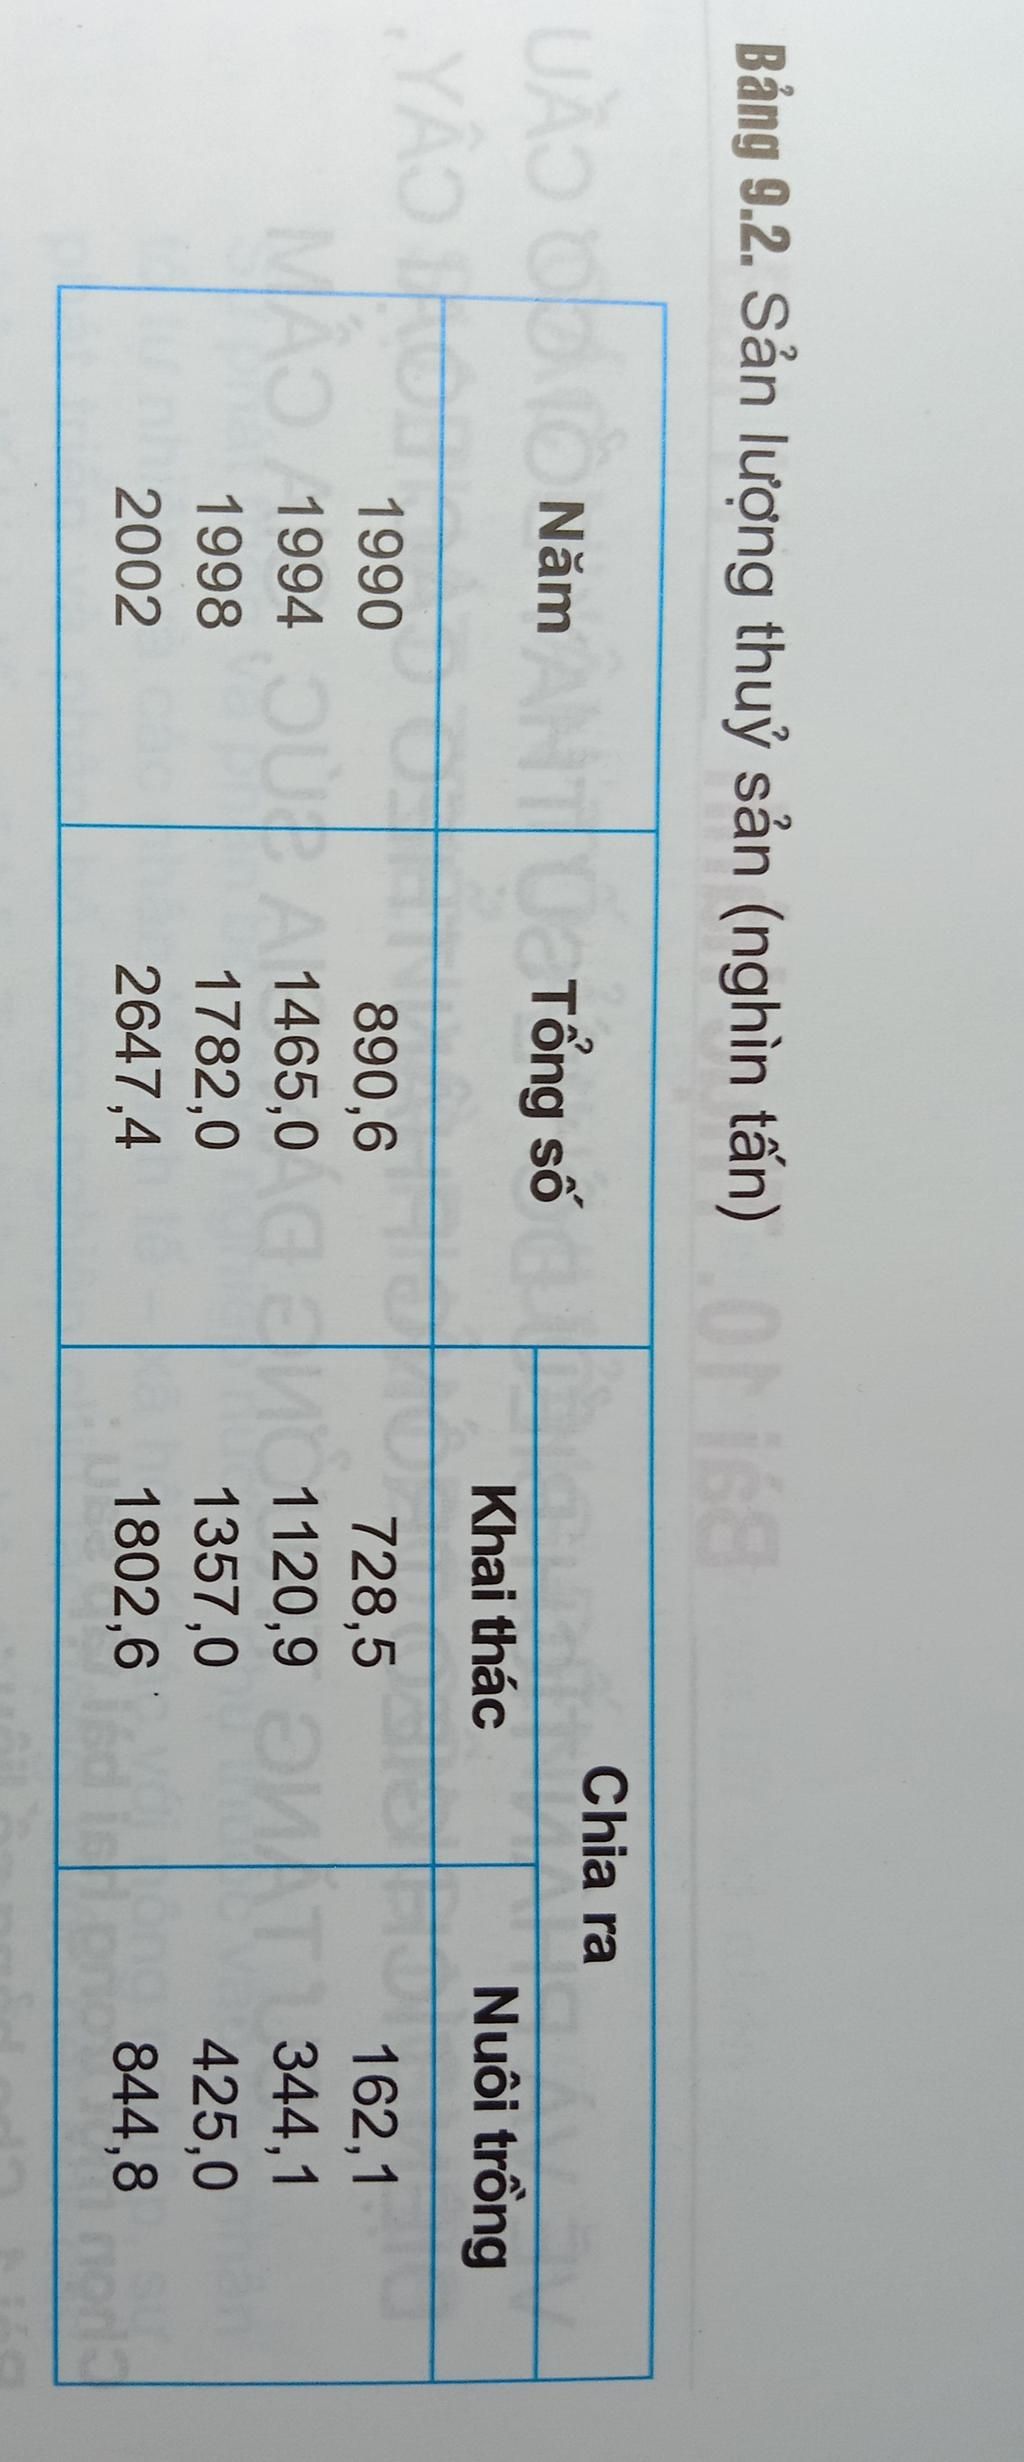 Bảng 9.2. Sản lượng thuỷ sản (nghìn tấn)
Năm Tổng số Chia ra
Khai thác Nuôi trồng
1990 890,6 728,5 162,1
1994 1465,0 1120,9 344,1
1998 1782,0 1357,0 425,0
2002 2647,4 1802,6 844,8